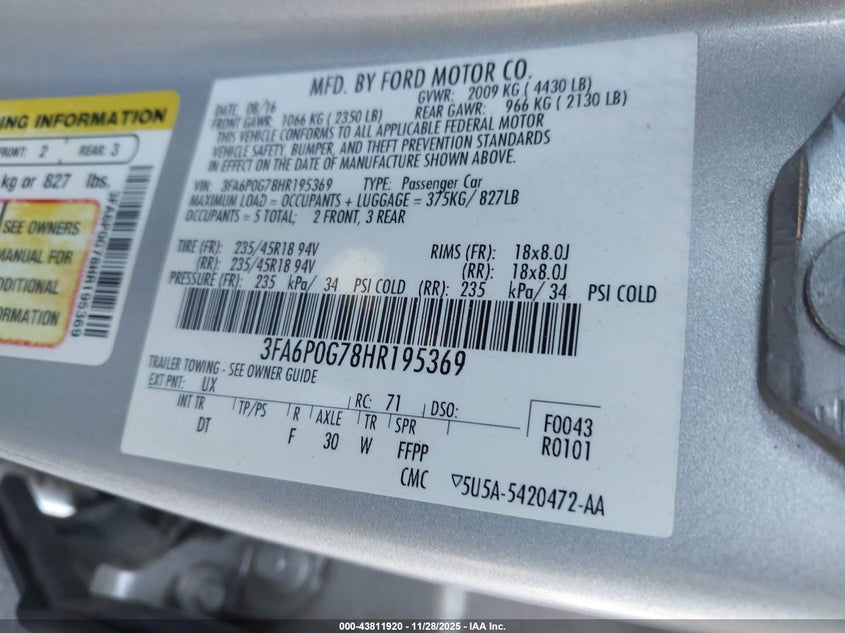 MFD. BY FORD MOTOR CO.
DATE: 08/16 GVWR: 2009 KG ( 4430 LB)
FRONT GAWR: 1066 KG ( 2350 LB) REAR GAWR: 966 KG ( 2130 LB)
THIS VEHICLE CONFORMS TO ALL APPLICABLE FEDERAL MOTOR
VEHICLE SAFETY, BUMPER, AND THEFT PREVENTION STANDARDS
IN EFFECT ON THE DATE OF MANUFACTURE SHOWN ABOVE.
VIN: 3FA6P0G78HR195369 TYPE: Passenger Car
MAXIMUM LOAD = OCCUPANTS + LUGGAGE = 375KG/ 827LB
OCCUPANTS = 5 TOTAL; 2 FRONT, 3 REAR
TIRE (FR): 235/45R18 94V RIMS (FR): 18x8.0J
(RR): 235/45R18 94V (RR): 18x8.0J
PRESSURE (FR): 235 kPa/ 34 PSI COLD (RR): 235 kPa/ 34 PSI COLD
3FA6P0G78HR195369
TRAILER TOWING - SEE OWNER GUIDE
EXT PNT: UX RC: 71 DSO:
INT TR TP/PS R AXLE TR SPR F0043
DT F 30 W FFPP R0101
CMC 5U5A-5420472-AA
INFORMATION
FRONT: 2 REAR: 3
kg or 827 lbs.
SEE OWNERS
MANUAL FOR
3FA6P0G78HR195369
000-43811920 | 11/28/2025 - IAA Inc.